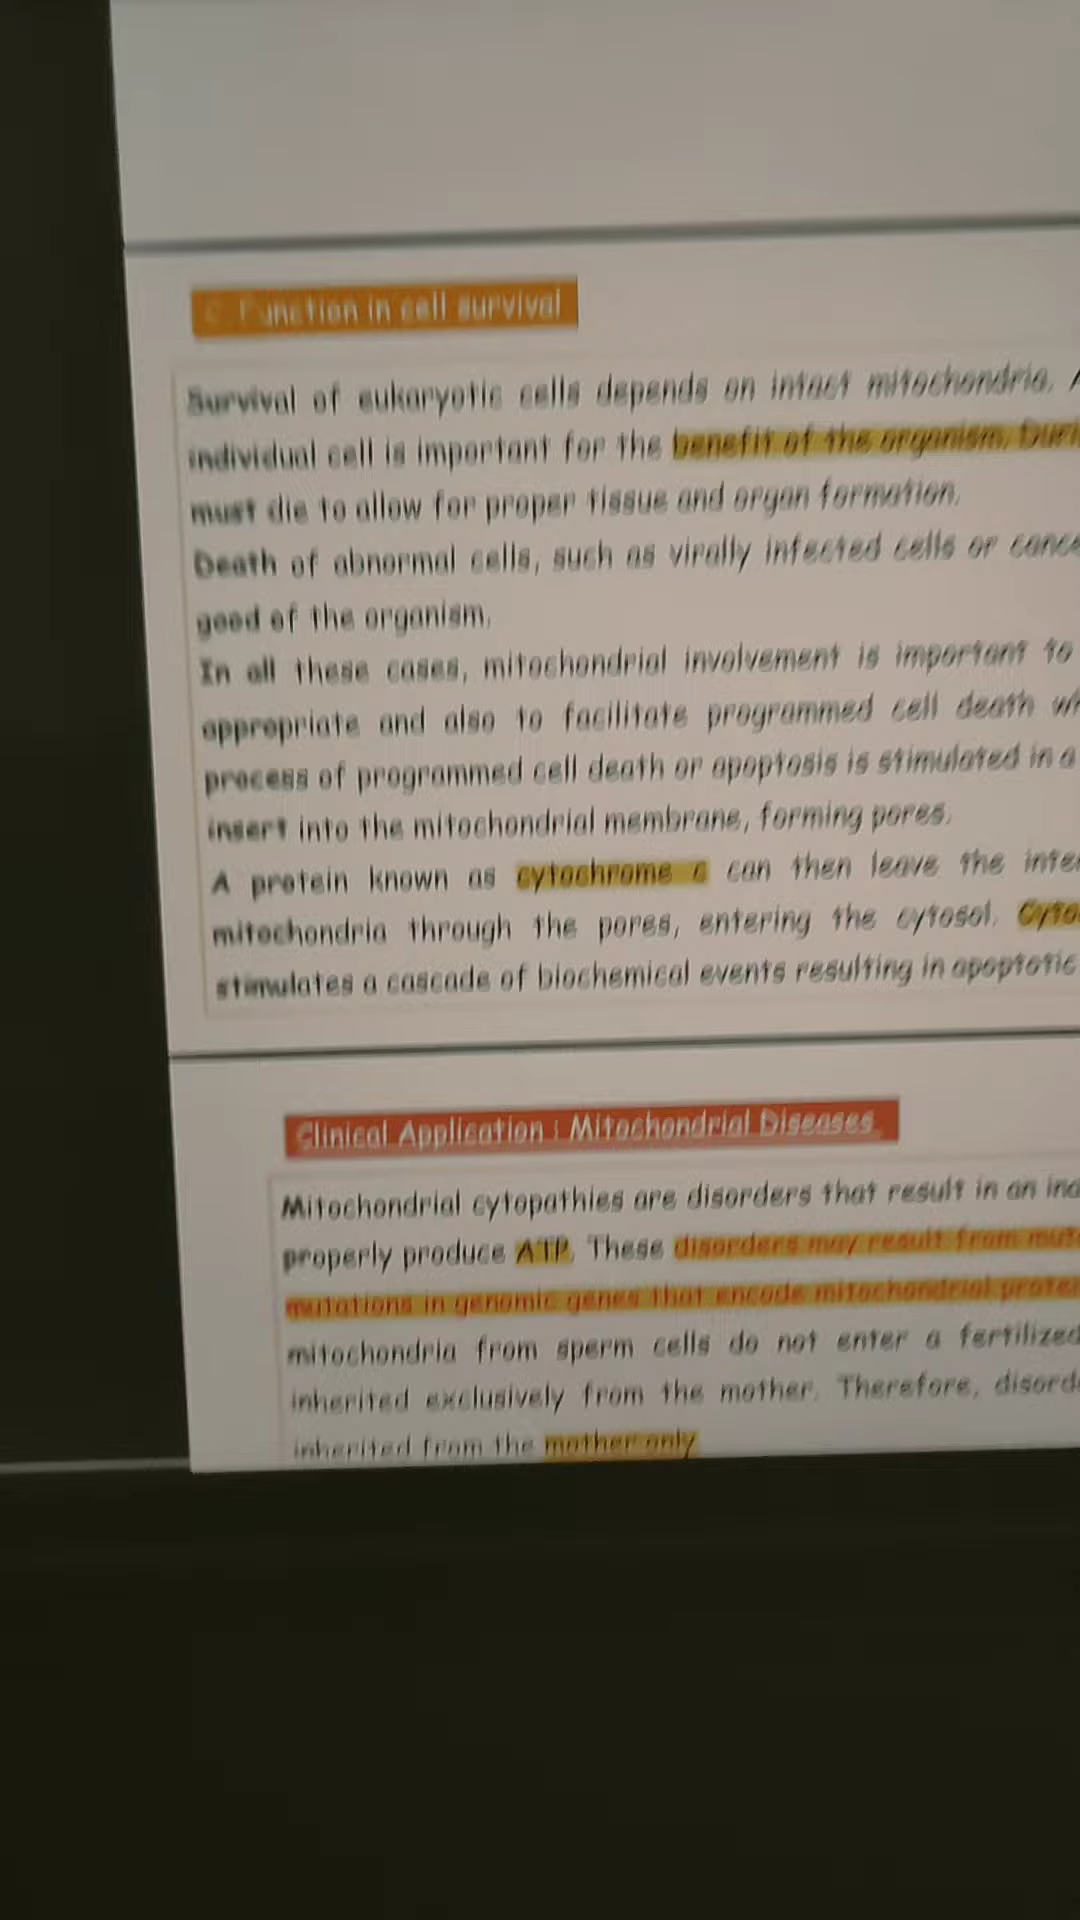 C. Function in cell survival
Survival of eukaryotic cells depends on intact mitochondria.
individual cell is important for the benefit of the organism.
must die to allow for proper tissue and organ formation.
Death of abnormal cells, such as virally infected cells or
good of the organism.
In all these cases, mitochondrial involvement is important to
appropriate and also to facilitate programmed cell death
process of programmed cell death or apoptosis is stimulated in a
insert into the mitochondrial membrane, forming pores.
A protein known as cytochrome c can then leave the
mitochondria through the pores, entering the cytosol.
stimulates a cascade of biochemical events resulting in apoptotic
Clinical Application : Mitochondrial Diseases.
Mitochondrial cytopathies are disorders that result in an
properly produce ATP. These disorders may result from
mutations in genomic genes that encode mitochondrial
mitochondria from sperm cells do not enter a fertilized
inherited exclusively from the mother. Therefore,
inherited from the mother only